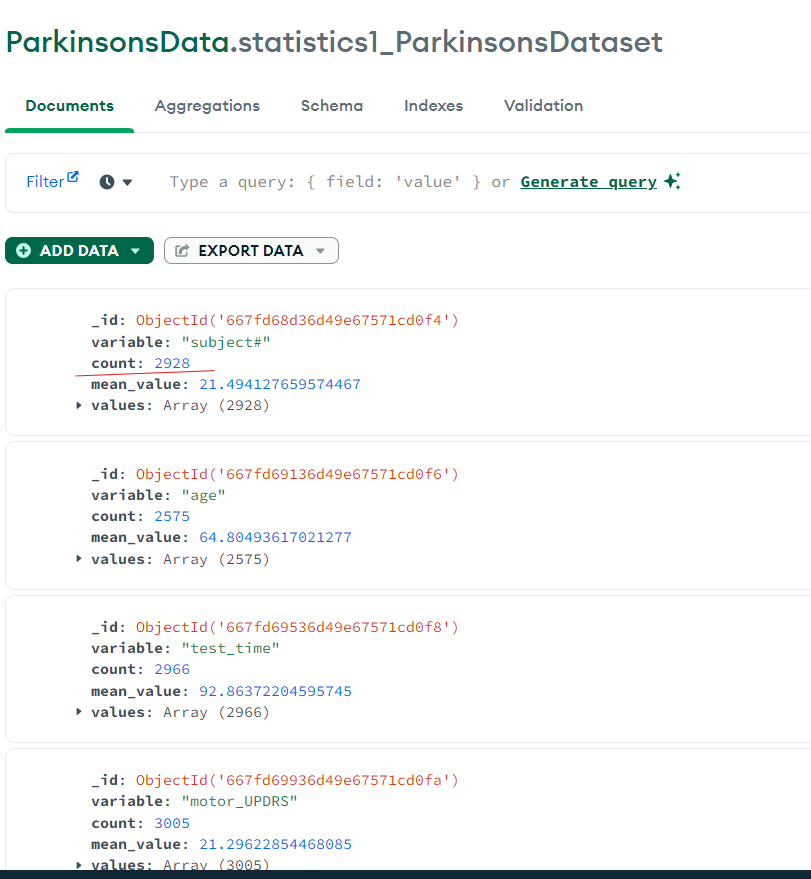 ParkinsonsData.statistics1_ParkinsonsDataset
Documents Aggregations Schema Indexes Validation
Filter Type a query: { field: 'value' } or Generate query
ADD DATA EXPORT DATA
_id: ObjectId('667fd68d36d49e67571cd0f4')
variable: "subject#"
count: 2928
mean_value: 21.494127659574467
values: Array (2928)
_id: ObjectId('667fd69136d49e67571cd0f6')
variable: "age"
count: 2575
mean_value: 64.80493617021277
values: Array (2575)
_id: ObjectId('667fd69536d49e67571cd0f8')
variable: "test_time"
count: 2966
mean_value: 92.86372204595745
values: Array (2966)
_id: ObjectId('667fd69936d49e67571cd0fa')
variable: "motor_UPDRS"
count: 3005
mean_value: 21.29622854468085
values: Array (3005)